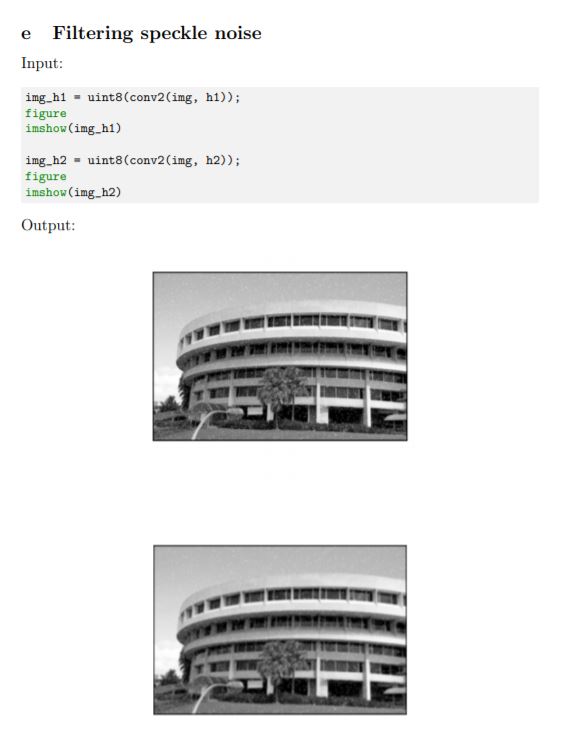 e Filtering speckle noise
Input:
img_h1 = uint8(conv2(img, h1));
figure
imshow(img_h1)
img_h2 = uint8(conv2(img, h2));
figure
imshow(img_h2)
Output: